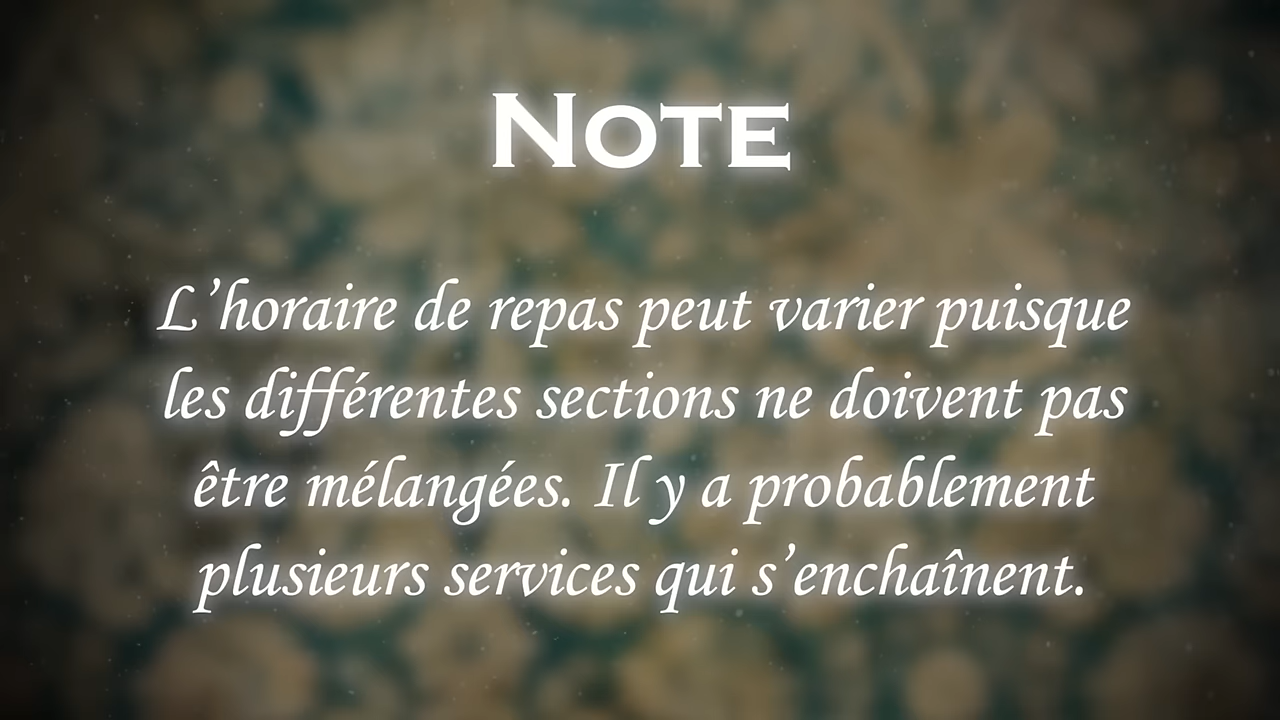 NOTE
L’horaire de repas peut varier puisque
les différentes sections ne doivent pas
être mélangées. Il y a probablement
plusieurs services qui s’enchaînent.